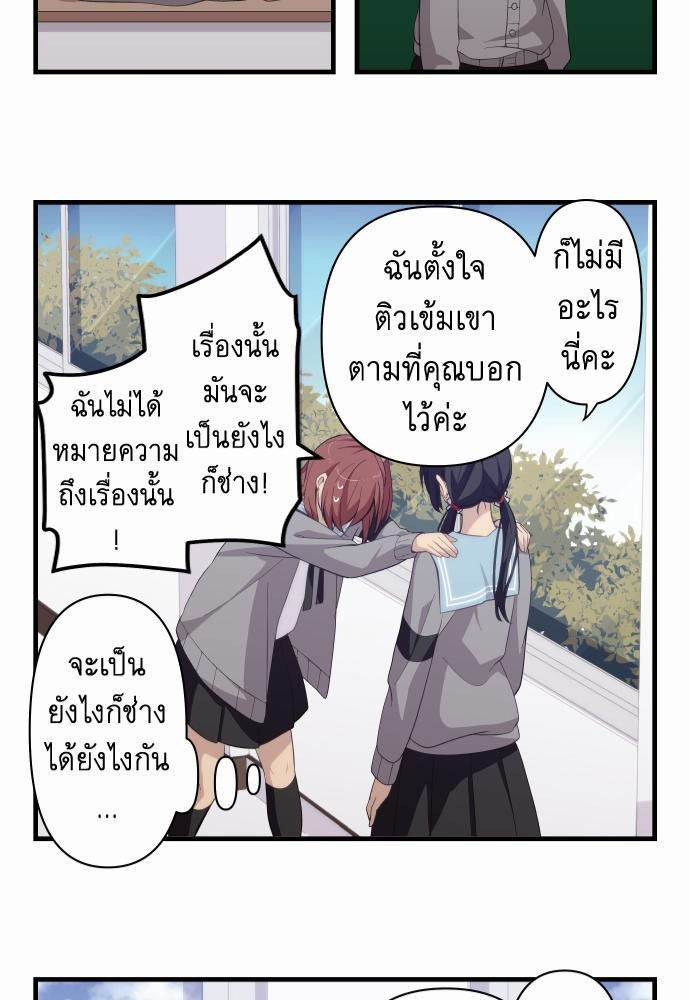 ก็ไม่มี
อะไร
นี่คะ
ฉันตั้งใจ
ติวเข้มเขา
ตามที่คุณบอก
ไว้ค่ะ
เรื่องนั้น
มันจะ
เป็นยังไง
ก็ช่าง!
ฉันไม่ได้
หมายความ
ถึงเรื่องนั้น
!
จะเป็น
ยังไงก็ช่าง
ได้ยังไงกัน
...